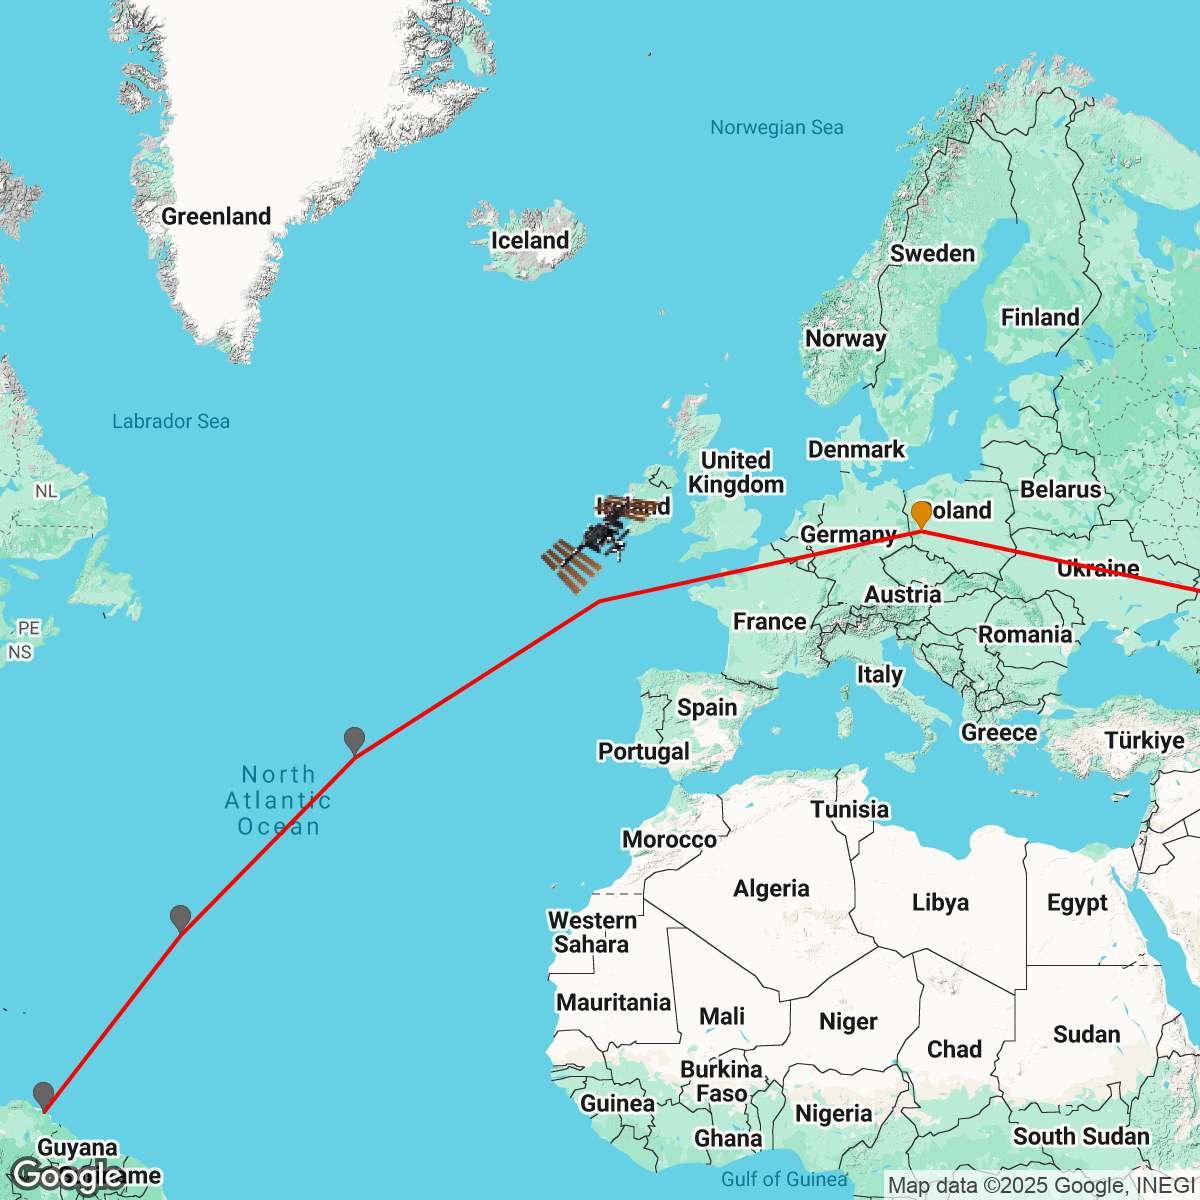 Norwegian Sea
Greenland
Iceland
Sweden
Finland
Norway
Labrador Sea
Denmark
United
Kingdom
NL
Belarus
Germany
Ukraine
Austria
France
PE
Romania
NS
Italy
Spain
Greece
Türkiye
Portugal
North
Atlantic
Ocean
Tunisia
Morocco
Algeria
Libya
Egypt
Western
Sahara
Mauritania
Mali
Niger
Sudan
Chad
Burkina
Faso
Guinea
Nigeria
Ghana
South Sudan
Guyana
Google
Gulf of Guinea
Map data ©2025 Google, INEGI